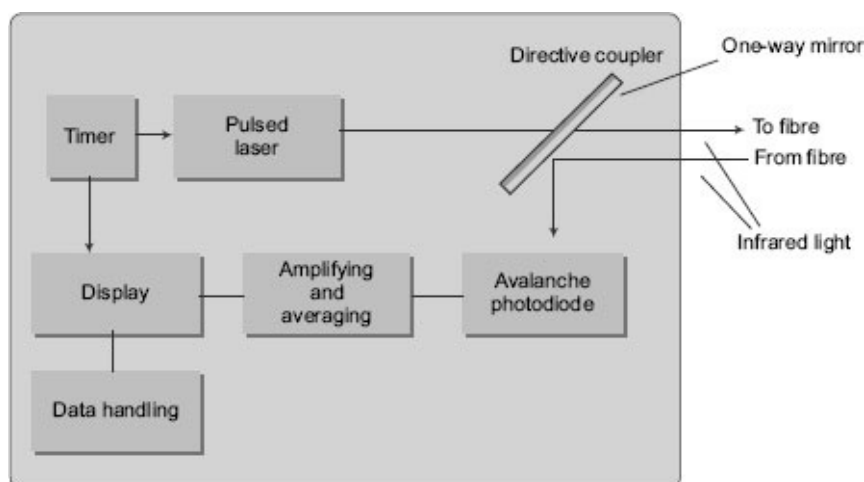 Directive coupler
One-way mirror
Timer
Pulsed
laser
To fibre
From fibre
Infrared light
Display
Amplifying
and
averaging
Avalanche
photodiode
Data handling